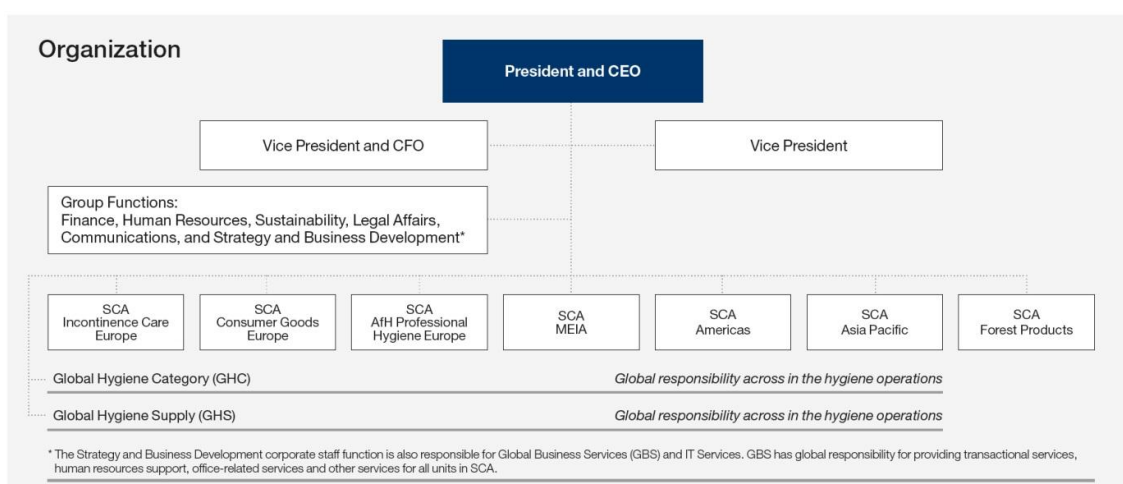 Organization
President and CEO
Vice President and CFO
Vice President
Group Functions:
Finance, Human Resources, Sustainability, Legal Affairs,
Communications, and Strategy and Business Development*
SCA
Incontinence Care
Europe
SCA
Consumer Goods
Europe
SCA
AfH Professional
Hygiene Europe
SCA
MEIA
SCA
Americas
SCA
Asia Pacific
SCA
Forest Products
Global Hygiene Category (GHC)
Global responsibility across in the hygiene operations
Global Hygiene Supply (GHS)
Global responsibility across in the hygiene operations
* The Strategy and Business Development corporate staff function is also responsible for Global Business Services (GBS) and IT Services. GBS has global responsibility for providing transactional services,
human resources support, office-related services and other services for all units in SCA.